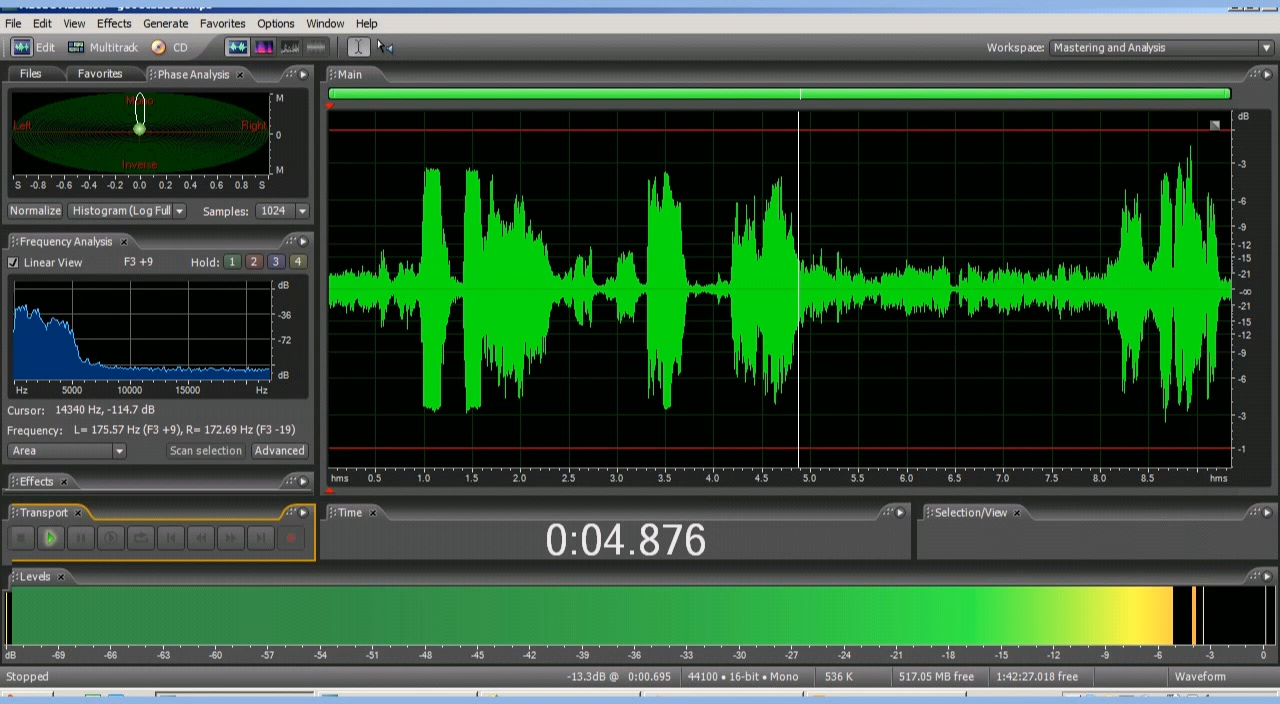 File Edit View Effects Generate Favorites Options Window Help
Edit Multitrack CD Workspace: Mastering and Analysis
Files Favorites Phase Analysis Main
Mono M
Left Right 0
Inverse M
S -0.8 -0.6 -0.4 -0.2 0.0 0.2 0.4 0.6 0.8 S
Normalize Histogram (Log Full Samples: 1024
Frequency Analysis
Linear View F3 +9 Hold: 1 2 3 4
dB
-36
-72
dB
Hz 5000 10000 15000 Hz
Cursor: 14340 Hz, -114.7 dB
Frequency: L= 175.57 Hz (F3 +9), R= 172.69 Hz (F3 -19)
Area Scan selection Advanced
dB
-3
-6
-9
-12
-15
-21
-∞
-21
-15
-12
-9
-6
-3
-1
hms 0.5 1.0 1.5 2.0 2.5 3.0 3.5 4.0 4.5 5.0 5.5 6.0 6.5 7.0 7.5 8.0 8.5 hms
Effects
Transport Time Selection/View
0:04.876
Levels
dB -69 -66 -63 -60 -57 -54 -51 -48 -45 -42 -39 -36 -33 -30 -27 -24 -21 -18 -15 -12 -9 -6 -3 0
Stopped -13.3dB @ 0:00.695 44100 • 16-bit • Mono 536 K 517.05 MB free 1:42:27.018 free Waveform